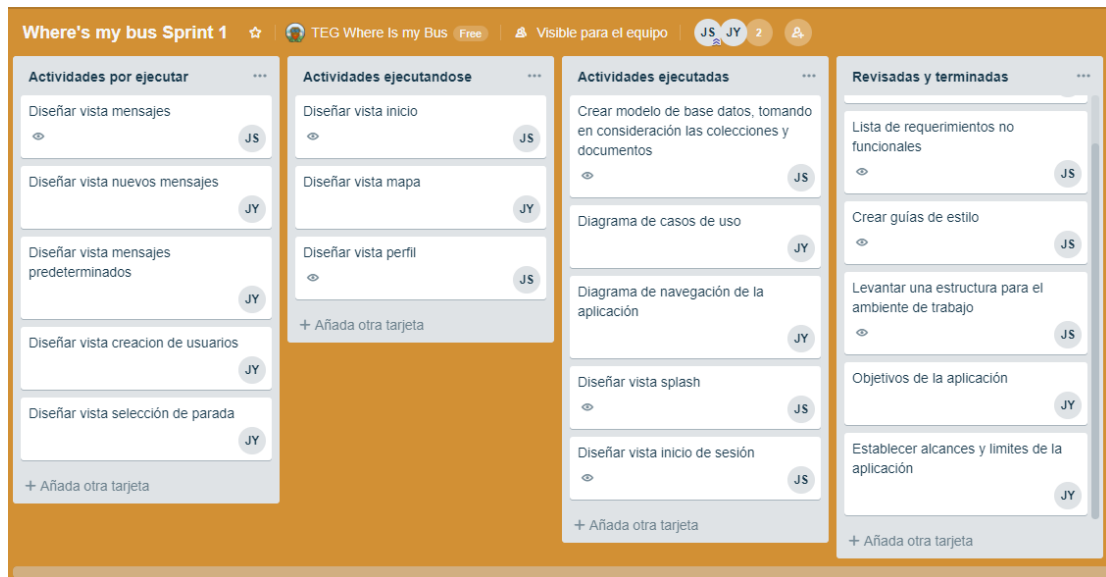 Where's my bus Sprint 1
TEG Where Is my Bus Free
Visible para el equipo
JS JY 2
Actividades por ejecutar
Diseñar vista mensajes
JS
Diseñar vista nuevos mensajes
JY
Diseñar vista mensajes
predeterminados
JY
Diseñar vista creacion de usuarios
JY
Diseñar vista selección de parada
JY
+ Añada otra tarjeta
Actividades ejecutandose
Diseñar vista inicio
JS
Diseñar vista mapa
JY
Diseñar vista perfil
JS
+ Añada otra tarjeta
Actividades ejecutadas
Crear modelo de base datos, tomando
en consideración las colecciones y
documentos
JS
Diagrama de casos de uso
JY
Diagrama de navegación de la
aplicación
JY
Diseñar vista splash
JS
Diseñar vista inicio de sesión
JS
+ Añada otra tarjeta
Revisadas y terminadas
Lista de requerimientos no
funcionales
JS
Crear guías de estilo
JS
Levantar una estructura para el
ambiente de trabajo
JS
Objetivos de la aplicación
JY
Establecer alcances y limites de la
aplicación
JY
+ Añada otra tarjeta